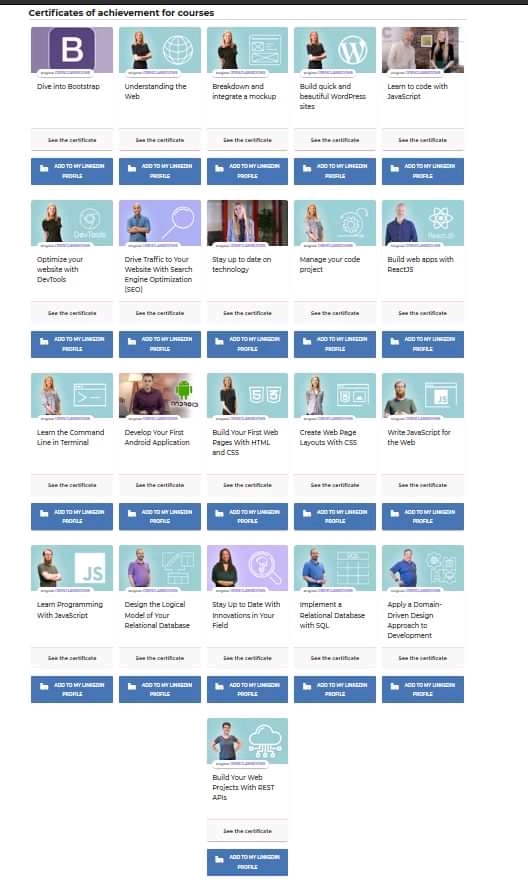 Certificates of achievement for courses
B
Dive into Bootstrap
Understanding the
Web
Breakdown and
integrate a mockup
Build quick and
beautiful WordPress
sites
Learn to code with
JavaScript
See the certificate
See the certificate
See the certificate
See the certificate
See the certificate
ADD TO MY LINKEDIN
PROFILE
ADD TO MY LINKEDIN
PROFILE
ADD TO MY LINKEDIN
PROFILE
ADD TO MY LINKEDIN
PROFILE
ADD TO MY LINKEDIN
PROFILE
DevTools
ReactJS
Optimize your
website with
DevTools
Drive Traffic to Your
Website With Search
Engine Optimization
(SEO)
Stay up to date on
technology
Manage your code
project
Build web apps with
ReactJS
See the certificate
See the certificate
See the certificate
See the certificate
See the certificate
ADD TO MY LINKEDIN
PROFILE
ADD TO MY LINKEDIN
PROFILE
ADD TO MY LINKEDIN
PROFILE
ADD TO MY LINKEDIN
PROFILE
ADD TO MY LINKEDIN
PROFILE
ANDROID
JS
Learn the Command
Line in Terminal
Develop Your First
Android Application
Build Your First Web
Pages With HTML
and CSS
Create Web Page
Layouts With CSS
Write JavaScript for
the Web
See the certificate
See the certificate
See the certificate
See the certificate
See the certificate
ADD TO MY LINKEDIN
PROFILE
ADD TO MY LINKEDIN
PROFILE
ADD TO MY LINKEDIN
PROFILE
ADD TO MY LINKEDIN
PROFILE
ADD TO MY LINKEDIN
PROFILE
JS
SQL
Learn Programming
With JavaScript
Design the Logical
Model of Your
Relational Database
Stay Up to Date With
Innovations in Your
Field
Implement a
Relational Database
with SQL
Apply a Domain-
Driven Design
Approach to
Development
See the certificate
See the certificate
See the certificate
See the certificate
See the certificate
ADD TO MY LINKEDIN
PROFILE
ADD TO MY LINKEDIN
PROFILE
ADD TO MY LINKEDIN
PROFILE
ADD TO MY LINKEDIN
PROFILE
ADD TO MY LINKEDIN
PROFILE
Build Your Web
Projects With REST
APIs
See the certificate
ADD TO MY LINKEDIN
PROFILE